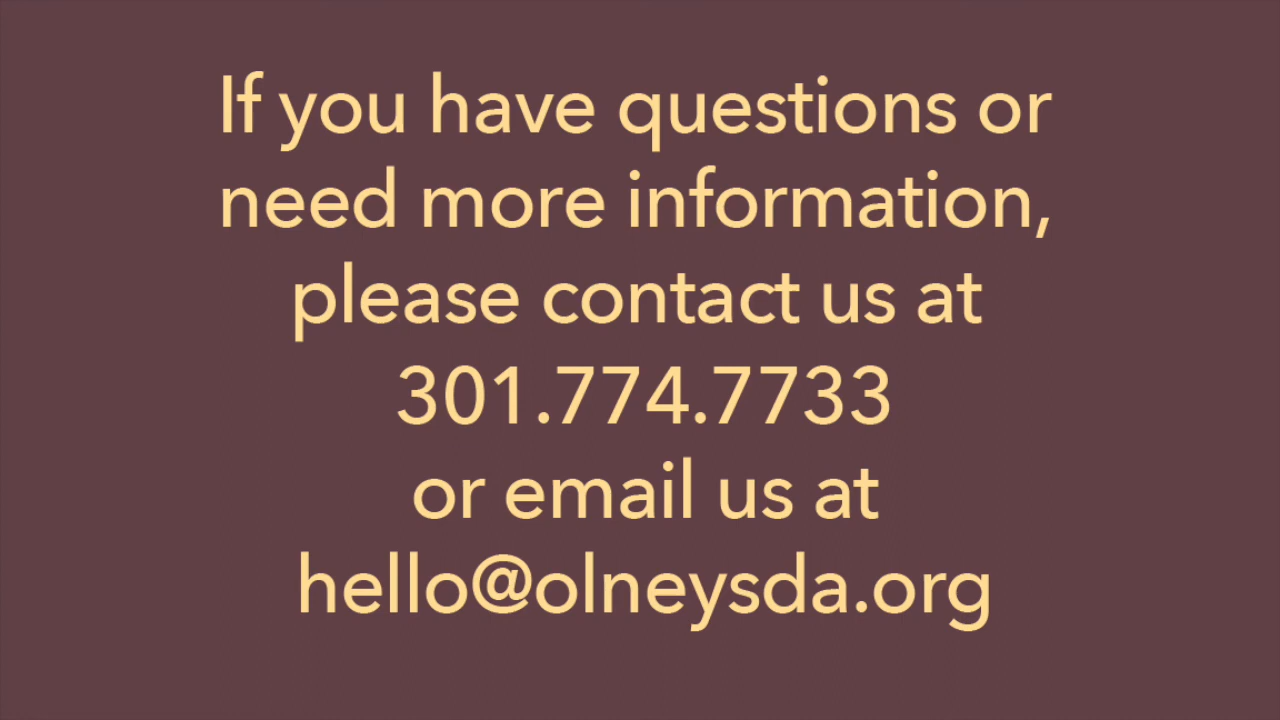 If you have questions or
need more information,
please contact us at
301.774.7733
or email us at
hello@olneysda.org